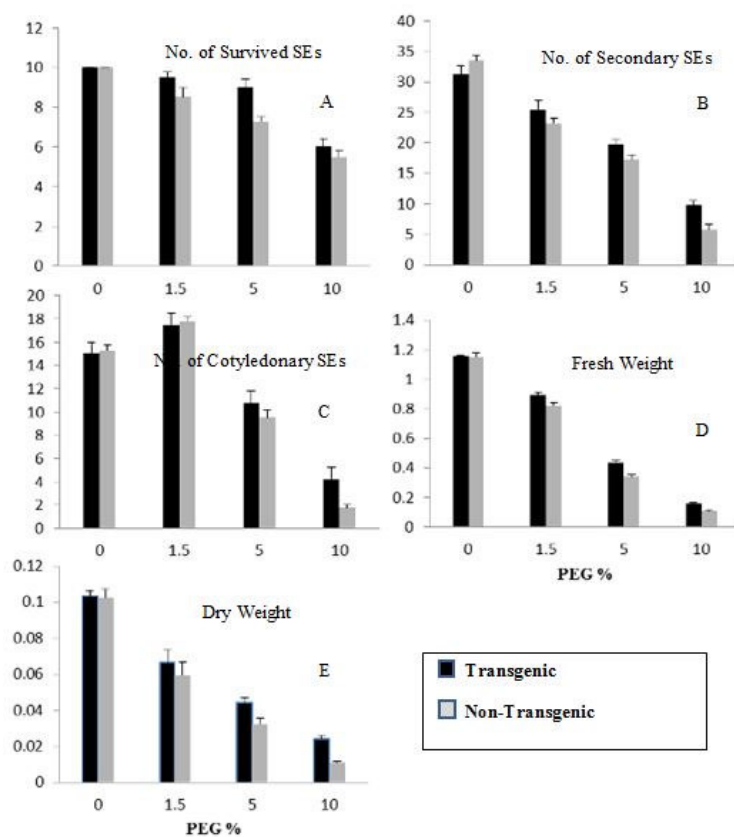 12
10
8
6
4
2
0
No. of Survived SEs
A
0 1.5 5 10
40
35
30
25
20
15
10
5
0
No. of Secondary SEs
B
0 1.5 5 10
20
18
16
14
12
10
8
6
4
2
0
of Cotyledonary SEs
C
0 1.5 5 10
1.4
1.2
1
0.8
0.6
0.4
0.2
0
Fresh Weight
D
0 1.5 5 10
PEG %
0.12
0.1
0.08
0.06
0.04
0.02
0
Dry Weight
E
0 1.5 5 10
PEG %
Transgenic
Non-Transgenic